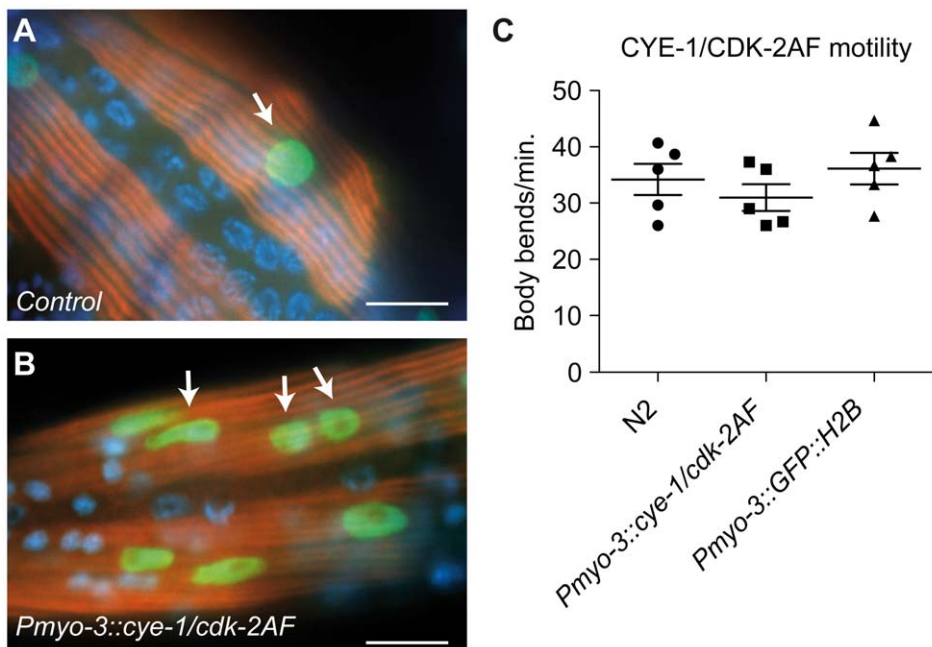 A
Control
B
Pmyo-3::cye-1/cdk-2AF
C
CYE-1/CDK-2AF motility
Body bends/min.
50
40
30
20
10
0
N2
Pmyo-3::cye-1/cdk-2AF
Pmyo-3::GFP::H2B